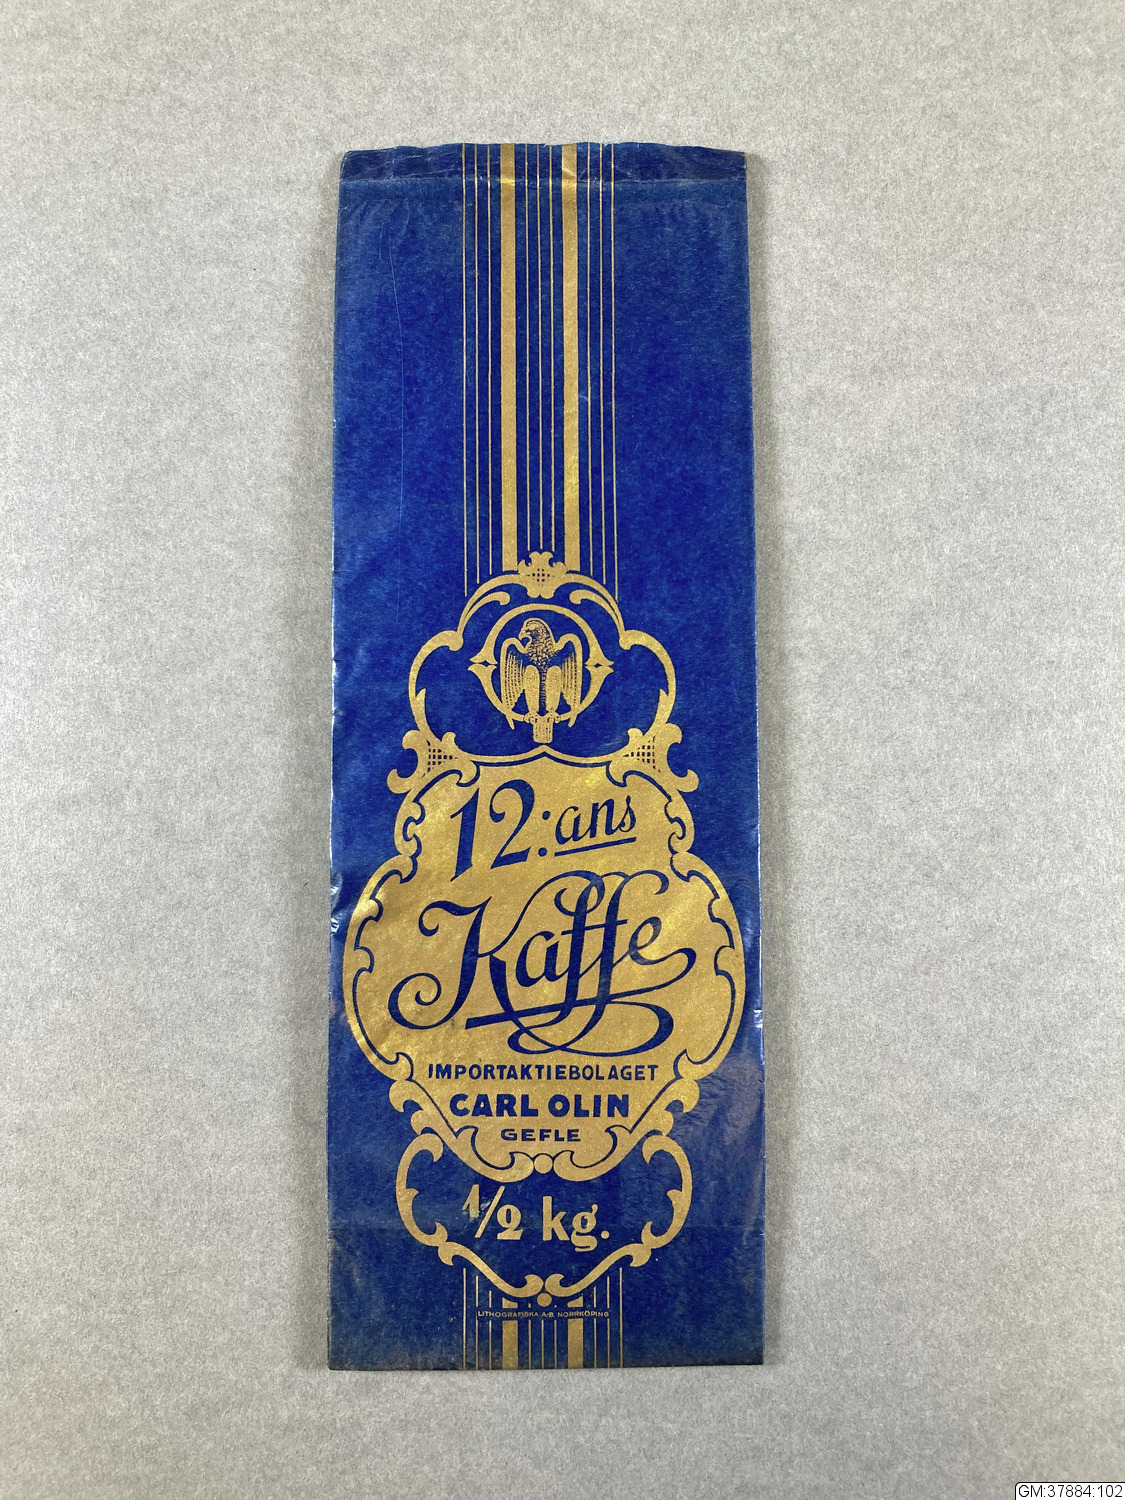 12:ans
Kaffe
IMPORTAKTIEBOLAGET
CARL OLIN
GEFLE
1/2 kg.
LITHOGRAFISKA A-B. NORRKÖPING
GM:37884:102